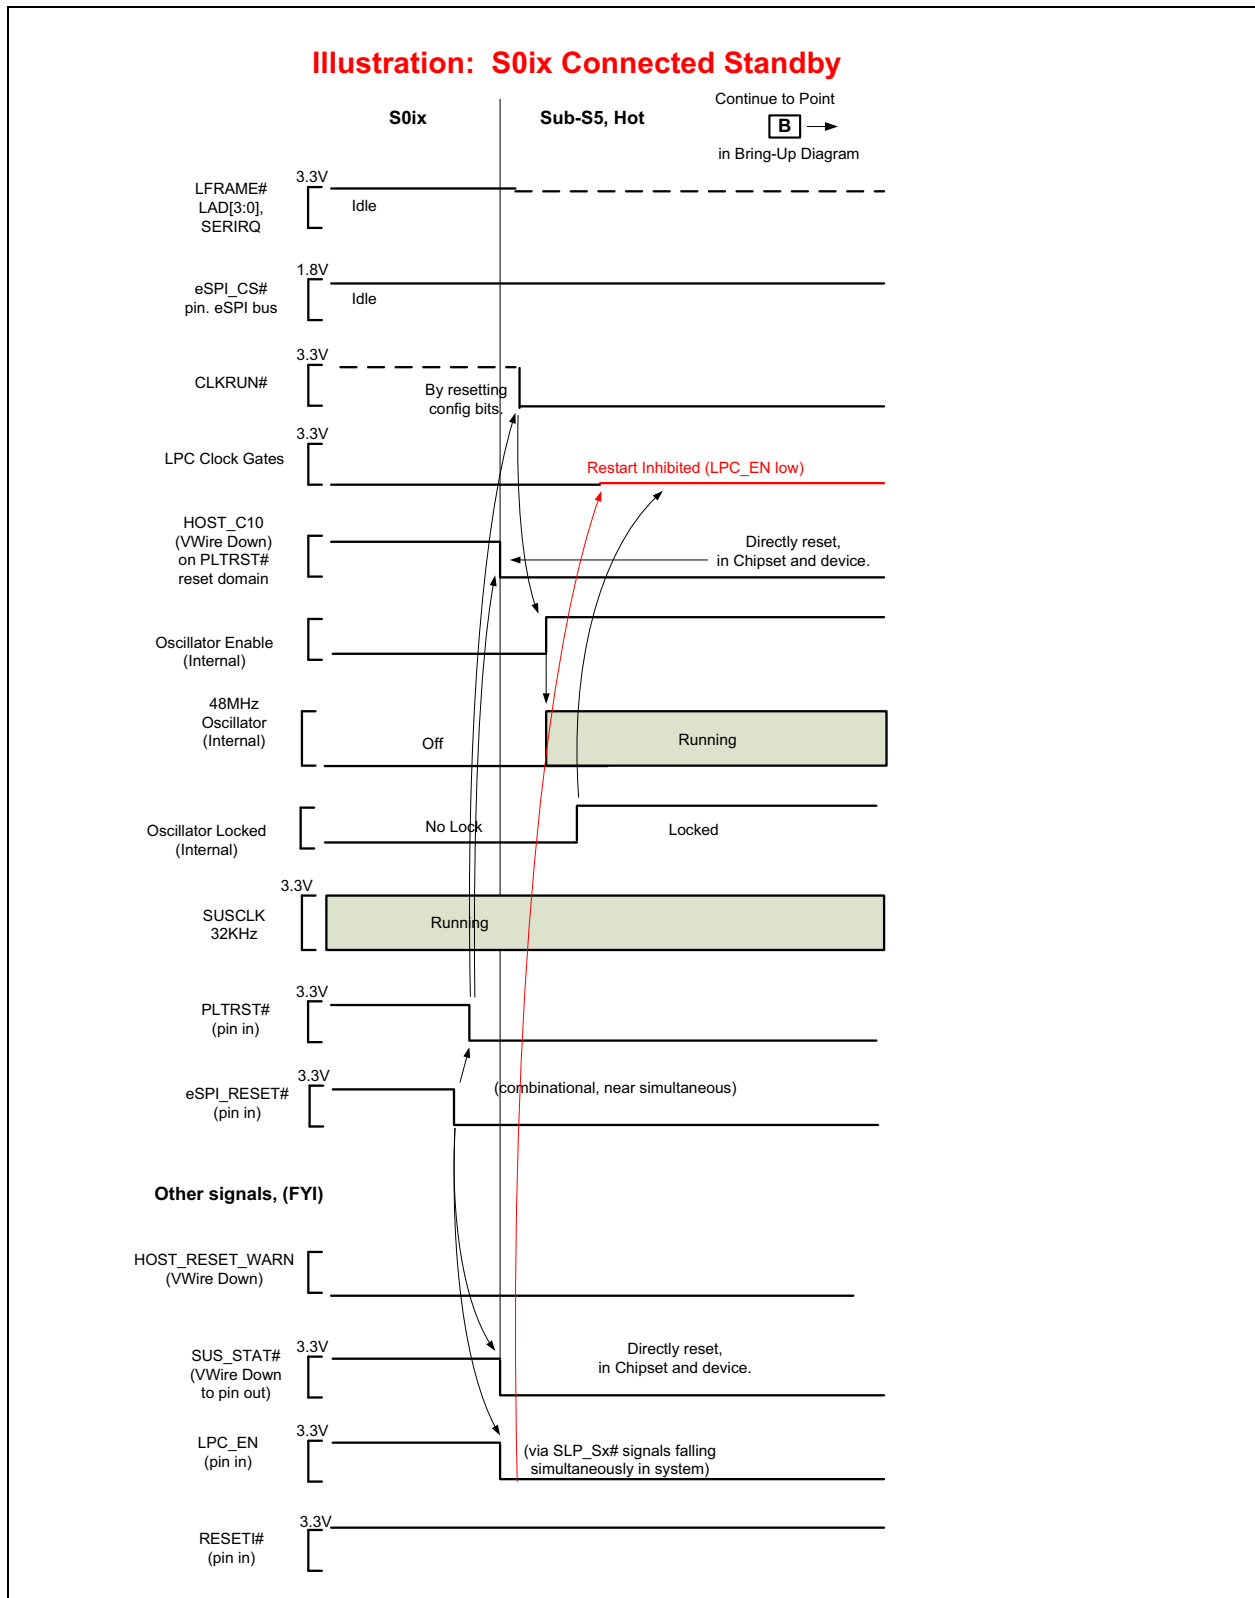 Illustration: S0ix Connected Standby
S0ix
Sub-S5, Hot
Continue to Point
B
in Bring-Up Diagram
3.3V
LFRAME#
LAD[3:0],
SERIRQ
Idle
1.8V
eSPI_CS#
pin. eSPI bus
Idle
3.3V
CLKRUN#
By resetting
config bits.
3.3V
LPC Clock Gates
Restart Inhibited (LPC_EN low)
HOST_C10
(VWire Down)
on PLTRST#
reset domain
Directly reset,
in Chipset and device.
Oscillator Enable
(Internal)
48MHz
Oscillator
(Internal)
Off
Running
Oscillator Locked
(Internal)
No Lock
Locked
3.3V
SUSCLK
32KHz
Running
3.3V
PLTRST#
(pin in)
3.3V
eSPI_RESET#
(pin in)
(combinational, near simultaneous)
Other signals, (FYI)
HOST_RESET_WARN
(VWire Down)
3.3V
SUS_STAT#
(VWire Down
to pin out)
Directly reset,
in Chipset and device.
3.3V
LPC_EN
(pin in)
(via SLP_Sx# signals falling
simultaneously in system)
3.3V
RESETI#
(pin in)